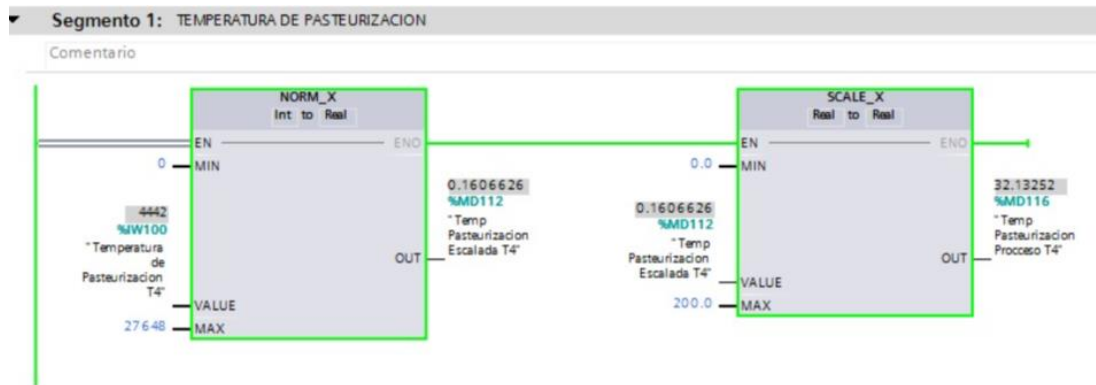 Segmento 1: TEMPERATURA DE PASTEURIZACION
Comentario
NORM_X
Int to Real
EN
ENO
0
MIN
4442
%IW100
"Temperatura
de
Pasteurizacion
T4"
VALUE
27648
MAX
OUT
0.1606626
%MD112
"Temp
Pasteurizacion
Escalada T4"
SCALE_X
Real to Real
EN
ENO
0.0
MIN
0.1606626
%MD112
"Temp
Pasteurizacion
Escalada T4"
VALUE
200.0
MAX
OUT
32.13252
%MD116
"Temp
Pasteurizacion
Procceso T4"